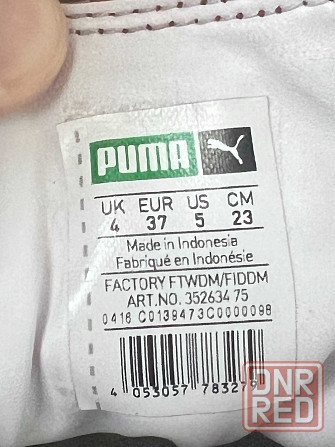 PUMA
UK EUR US CM
4 37 5 23
Made in Indonesia
Fabriqué en Indonésie
FACTORY FTWDM/FIDDM
ART.NO. 352634 75
0416 C0139473C0000098
4 053057 783279
DNR
RED